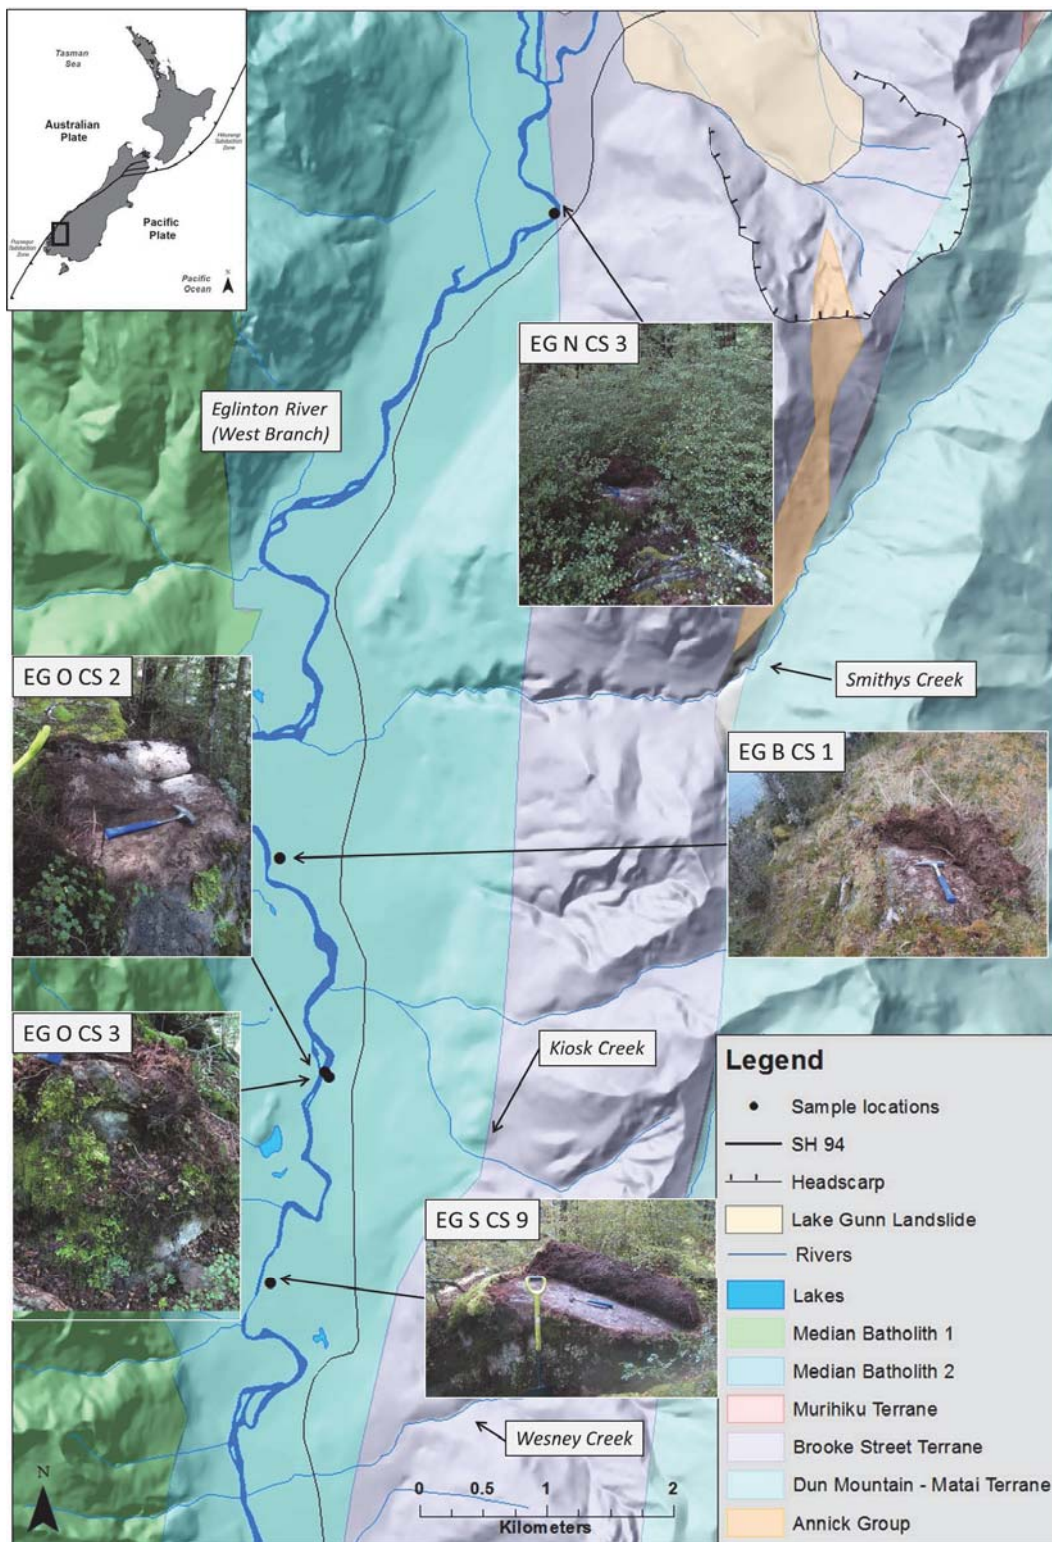 Tasman
Sea
Australian
Plate
Hikurangi
Subduction
Zone
Pacific
Plate
Puysegur
Subduction
Zone
Pacific
Ocean
N
EG N CS 3
Eglinton River
(West Branch)
EG O CS 2
Smithys Creek
EG B CS 1
EG O CS 3
Kiosk Creek
EG S CS 9
Wesney Creek
N
0 0.5 1 2
Kilometers
Legend
Sample locations
SH 94
Headscarp
Lake Gunn Landslide
Rivers
Lakes
Median Batholith 1
Median Batholith 2
Murihiku Terrane
Brooke Street Terrane
Dun Mountain - Matai Terrane
Annick Group